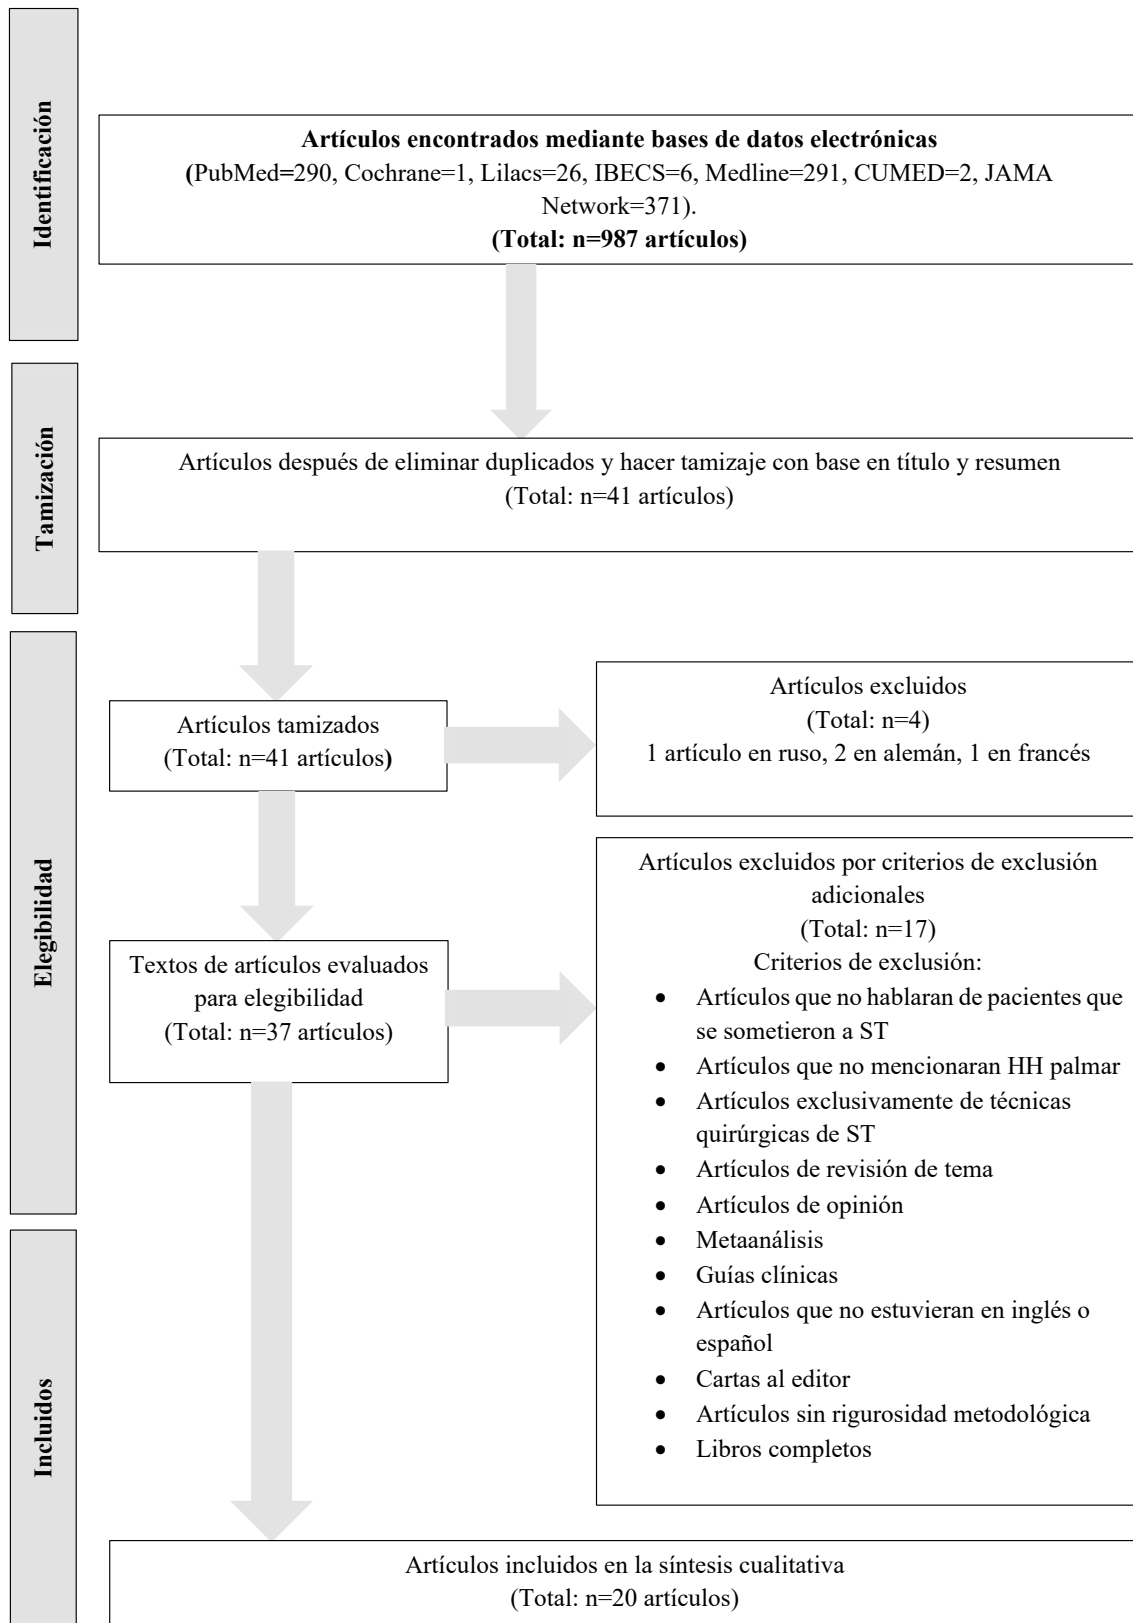 Identificación
Artículos encontrados mediante bases de datos electrónicas
(PubMed=290, Cochrane=1, Lilacs=26, IBECS=6, Medline=291, CUMED=2, JAMA
Network=371).
(Total: n=987 artículos)
Tamización
Artículos después de eliminar duplicados y hacer tamizaje con base en título y resumen
(Total: n=41 artículos)
Elegibilidad
Artículos tamizados
(Total: n=41 artículos)
Artículos excluidos
(Total: n=4)
1 artículo en ruso, 2 en alemán, 1 en francés
Textos de artículos evaluados
para elegibilidad
(Total: n=37 artículos)
Artículos excluidos por criterios de exclusión
adicionales
(Total: n=17)
Criterios de exclusión:
• Artículos que no hablaran de pacientes que
se sometieron a ST
• Artículos que no mencionaran HH palmar
• Artículos exclusivamente de técnicas
quirúrgicas de ST
• Artículos de revisión de tema
• Artículos de opinión
• Metaanálisis
• Guías clínicas
• Artículos que no estuvieran en inglés o
español
• Cartas al editor
• Artículos sin rigurosidad metodológica
• Libros completos
Incluidos
Artículos incluidos en la síntesis cualitativa
(Total: n=20 artículos)